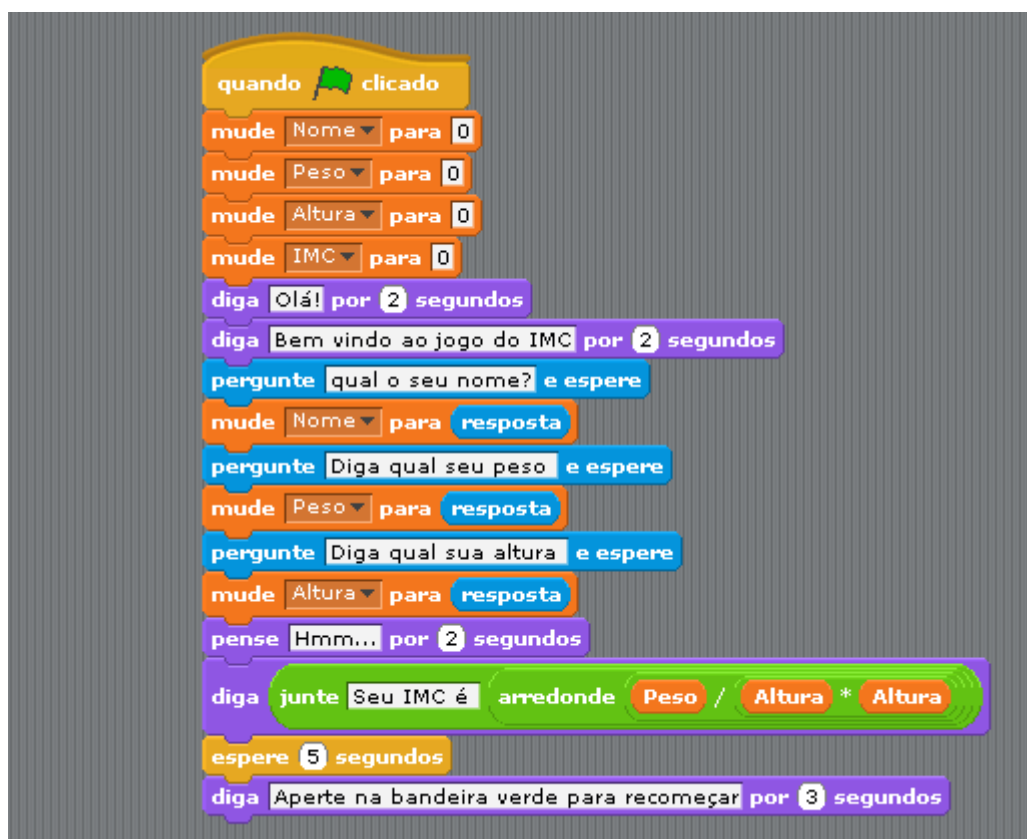 quando clicado
mude Nome para 0
mude Peso para 0
mude Altura para 0
mude IMC para 0
diga Olá! por 2 segundos
diga Bem vindo ao jogo do IMC por 2 segundos
pergunte qual o seu nome? e espere
mude Nome para resposta
pergunte Diga qual seu peso e espere
mude Peso para resposta
pergunte Diga qual sua altura e espere
mude Altura para resposta
pense Hmm... por 2 segundos
diga junte Seu IMC é arredonde Peso / Altura * Altura
espere 5 segundos
diga Aperte na bandeira verde para recomeçar por 3 segundos